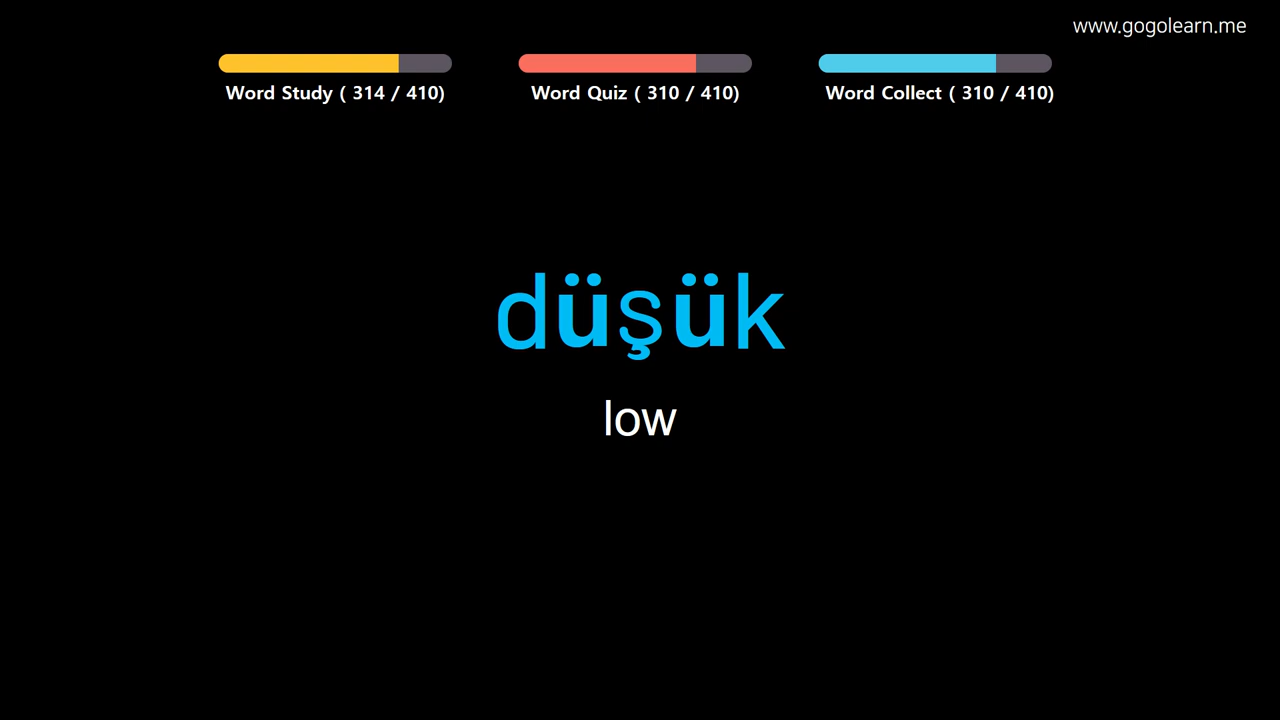 www.gogolearn.me
Word Study ( 314 / 410)
Word Quiz ( 310 / 410)
Word Collect ( 310 / 410)
düşük
low